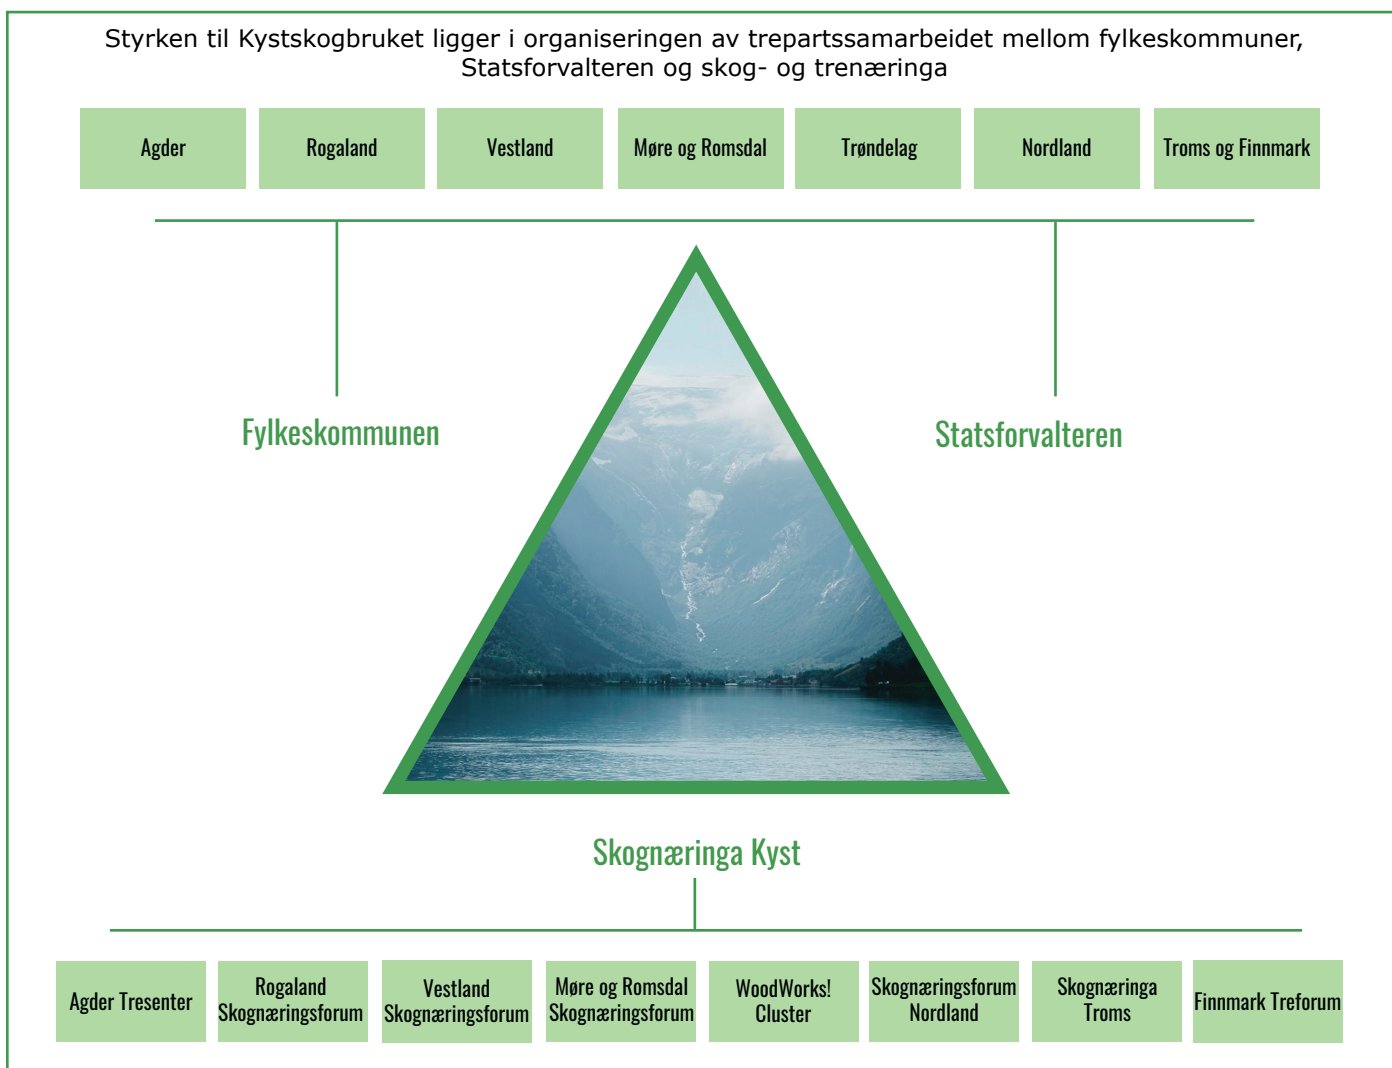 Styrken til Kystskogbruket ligger i organiseringen av trepartssamarbeidet mellom fylkeskommuner,
Statsforvalteren og skog- og trenæringa
Agder
Rogaland
Vestland
Møre og Romsdal
Trøndelag
Nordland
Troms og Finnmark
Fylkeskommunen
Statsforvalteren
Skognæringa Kyst
Agder Tresenter
Rogaland
Skognæringsforum
Vestland
Skognæringsforum
Møre og Romsdal
Skognæringsforum
WoodWorks!
Cluster
Skognæringsforum
Nordland
Skognæringa
Troms
Finnmark Treforum